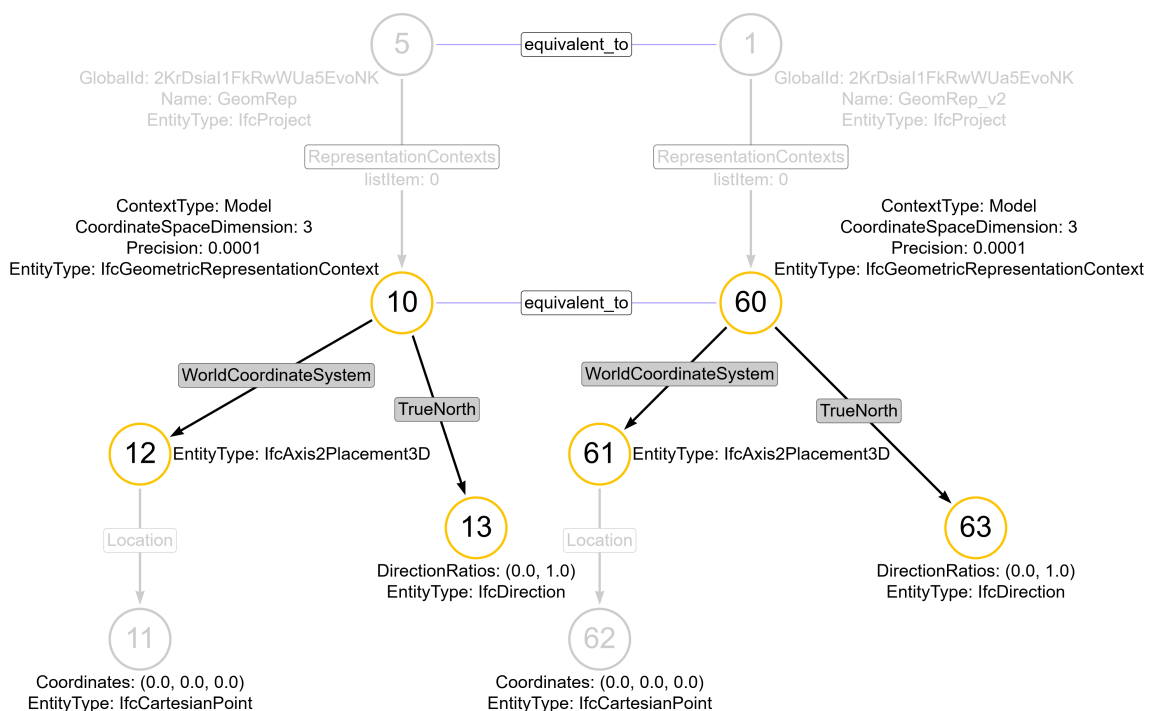 5
equivalent_to
1
GlobalId: 2KrDsiaI1FkRwWUa5EvoNK
Name: GeomRep
EntityType: IfcProject
GlobalId: 2KrDsiaI1FkRwWUa5EvoNK
Name: GeomRep_v2
EntityType: IfcProject
RepresentationContexts
listItem: 0
RepresentationContexts
listItem: 0
ContextType: Model
CoordinateSpaceDimension: 3
Precision: 0.0001
EntityType: IfcGeometricRepresentationContext
ContextType: Model
CoordinateSpaceDimension: 3
Precision: 0.0001
EntityType: IfcGeometricRepresentationContext
10
equivalent_to
60
WorldCoordinateSystem
TrueNorth
WorldCoordinateSystem
TrueNorth
12
EntityType: IfcAxis2Placement3D
61
EntityType: IfcAxis2Placement3D
13
63
Location
Location
DirectionRatios: (0.0, 1.0)
EntityType: IfcDirection
DirectionRatios: (0.0, 1.0)
EntityType: IfcDirection
11
62
Coordinates: (0.0, 0.0, 0.0)
EntityType: IfcCartesianPoint
Coordinates: (0.0, 0.0, 0.0)
EntityType: IfcCartesianPoint